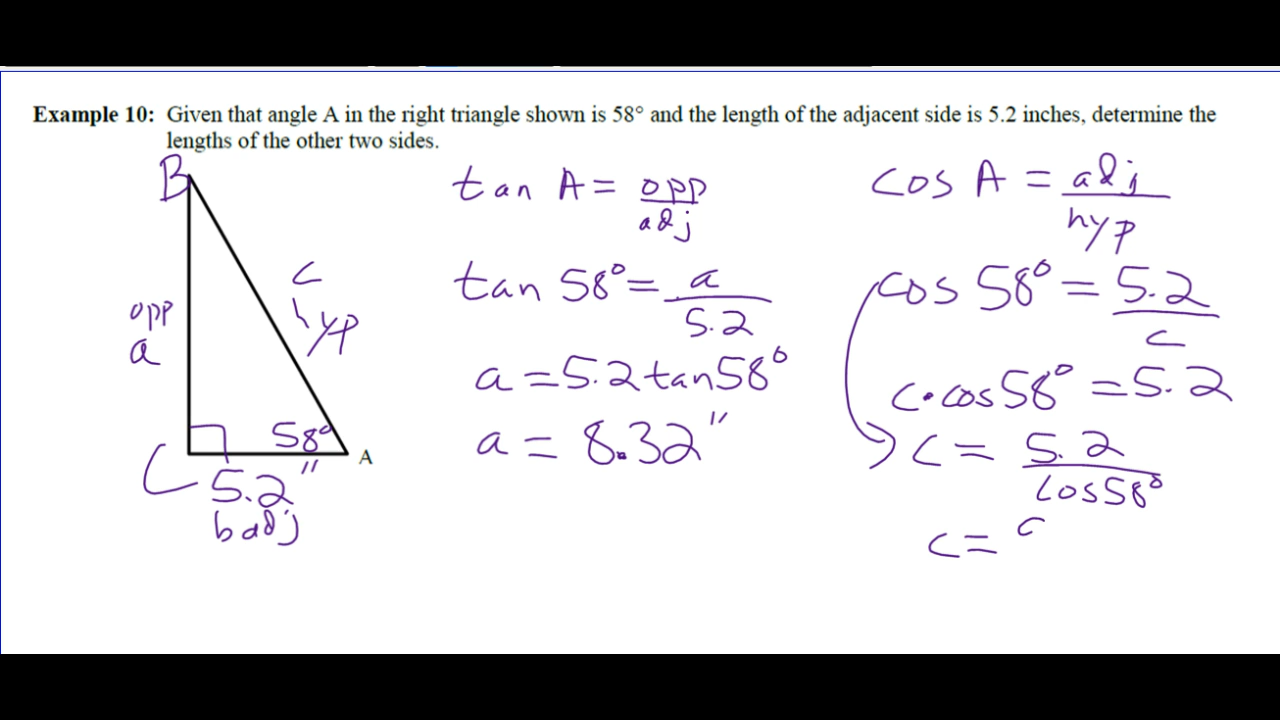 Example 10: Given that angle A in the right triangle shown is 58° and the length of the adjacent side is 5.2 inches, determine the
lengths of the other two sides.
B
opp
a
c
hyp
58°
A
C
5.2"
b adj
tan A = opp/adj
tan 58° = a/5.2
a = 5.2 tan 58°
a = 8.32"
cos A = adj/hyp
cos 58° = 5.2/c
c · cos 58° = 5.2
c = 5.2/cos 58°
c =